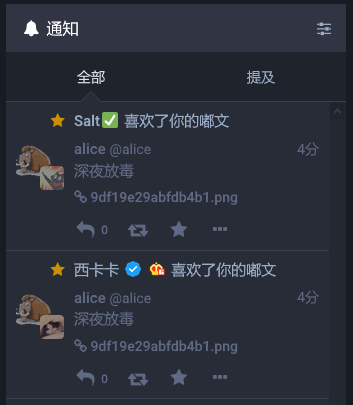 通知
全部 提及
Salt✅ 喜欢了你的嘟文
alice @alice 4分
深夜放毒
9df19e29abfdb4b1.png
0
西卡卡 喜欢了你的嘟文
alice @alice 4分
深夜放毒
9df19e29abfdb4b1.png
0